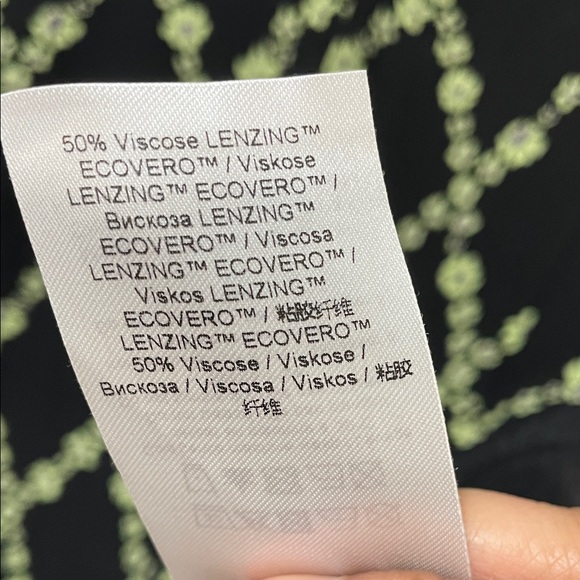 50% Viscose LENZING™
ECOVERO™ / Viskose
LENZING™ ECOVERO™ /
Вискоза LENZING™
ECOVERO™ / Viscosa
LENZING™ ECOVERO™ /
Viskos LENZING™
ECOVERO™ / 粘胶纤维
LENZING™ ECOVERO™
50% Viscose / Viskose /
Вискоза / Viscosa / Viskos / 粘胶
纤维